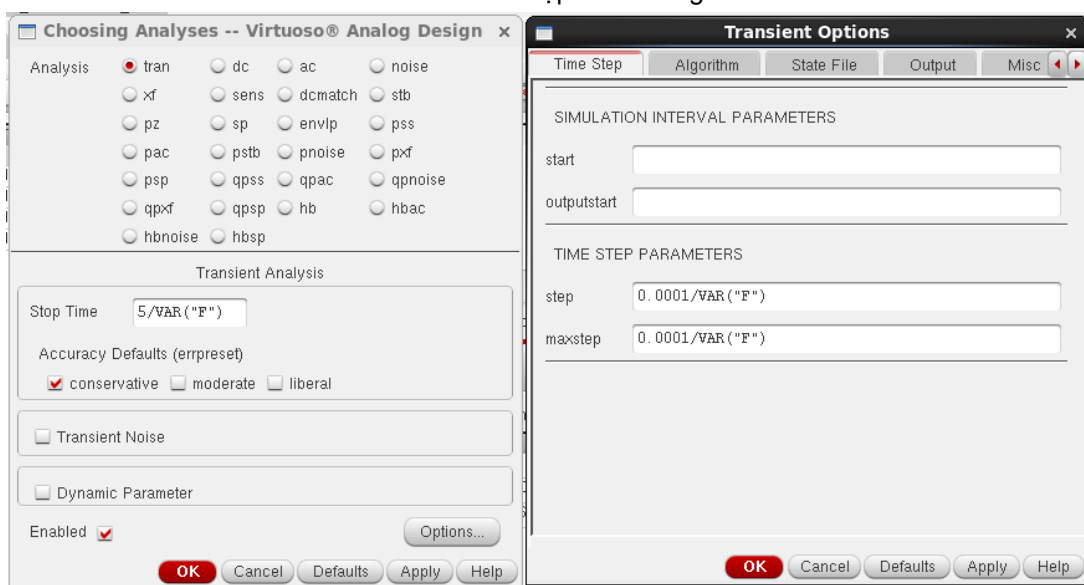 Choosing Analyses -- Virtuoso® Analog Design
Analysis
tran dc ac noise
xf sens dcmatch stb
pz sp envlp pss
pac pstb pnoise pxf
psp qpss qpac qpnoise
qpxf qpsp hb hbac
hbnoise hbsp
Transient Analysis
Stop Time 5/VAR("F")
Accuracy Defaults (errpreset)
conservative moderate liberal
Transient Noise
Dynamic Parameter
Enabled Options...
OK Cancel Defaults Apply Help
Transient Options
Time Step Algorithm State File Output Misc
SIMULATION INTERVAL PARAMETERS
start
outputstart
TIME STEP PARAMETERS
step 0.0001/VAR("F")
maxstep 0.0001/VAR("F")
OK Cancel Defaults Apply Help